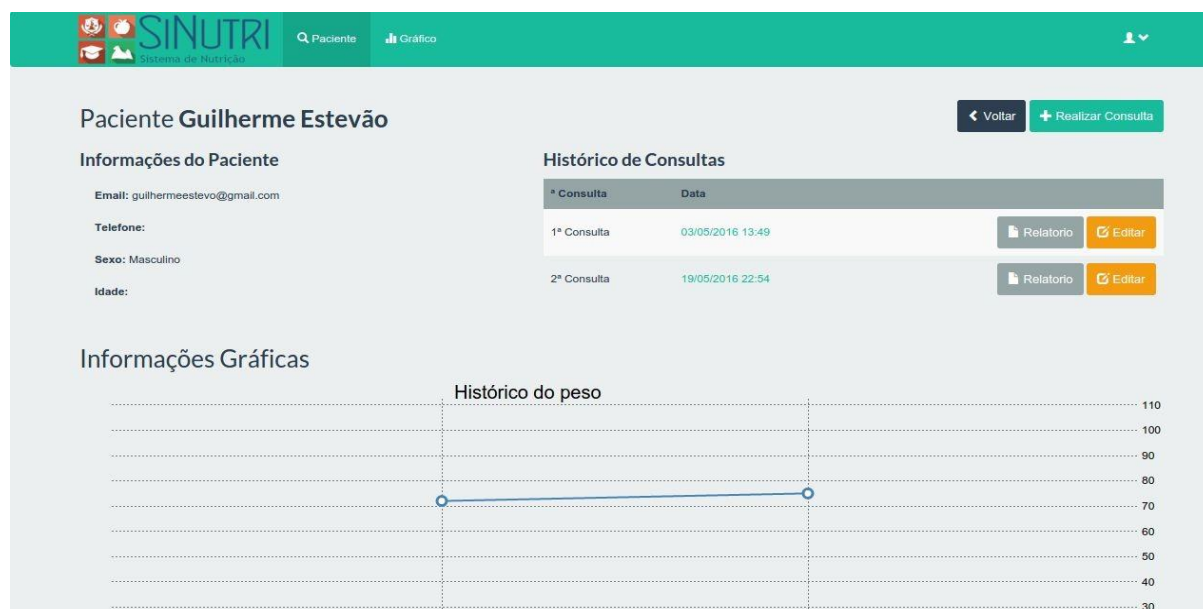 SiNUTRI
Sistema de Nutrição
Paciente
Gráfico
Paciente Guilherme Estevão
Voltar
Realizar Consulta
Informações do Paciente
Email: guilhermeestevo@gmail.com
Telefone:
Sexo: Masculino
Idade:
Histórico de Consultas
ª Consulta Data
1ª Consulta 03/05/2016 13:49 Relatorio Editar
2ª Consulta 19/05/2016 22:54 Relatorio Editar
Informações Gráficas
Histórico do peso
110
100
90
80
70
60
50
40
30